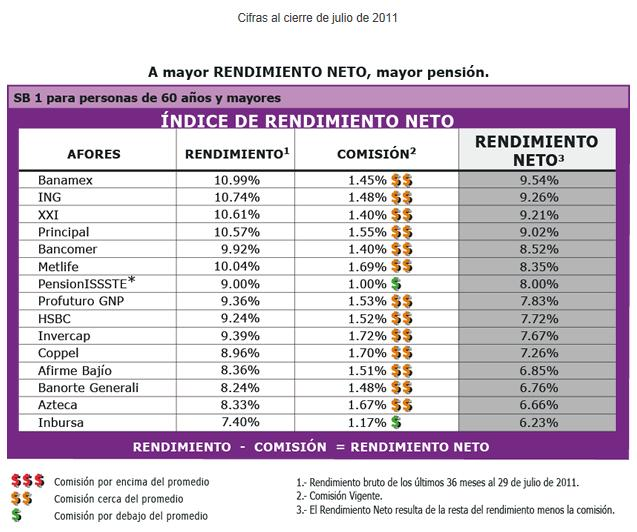 Cifras al cierre de julio de 2011
A mayor RENDIMIENTO NETO, mayor pensión.
SB 1 para personas de 60 años y mayores
ÍNDICE DE RENDIMIENTO NETO
AFORES RENDIMIENTO1 COMISIÓN2 RENDIMIENTO NETO3
Banamex 10.99% 1.45% $$ 9.54%
ING 10.74% 1.48% $$ 9.26%
XXI 10.61% 1.40% $$ 9.21%
Principal 10.57% 1.55% $$ 9.02%
Bancomer 9.92% 1.40% $$ 8.52%
Metlife 10.04% 1.69% $$ 8.35%
PensionISSSTE* 9.00% 1.00% $ 8.00%
Profuturo GNP 9.36% 1.53% $$ 7.83%
HSBC 9.24% 1.52% $$ 7.72%
Invercap 9.39% 1.72% $$ 7.67%
Coppel 8.96% 1.70% $$ 7.26%
Afirme Bajío 8.36% 1.51% $$ 6.85%
Banorte Generali 8.24% 1.48% $$ 6.76%
Azteca 8.33% 1.67% $$ 6.66%
Inbursa 7.40% 1.17% $ 6.23%
RENDIMIENTO - COMISIÓN = RENDIMIENTO NETO
$$$ Comisión por encima del promedio
$$ Comisión cerca del promedio
$ Comisión por debajo del promedio
1.- Rendimiento bruto de los últimos 36 meses al 29 de julio de 2011.
2.- Comisión Vigente.
3.- El Rendimiento Neto resulta de la resta del rendimiento menos la comisión.